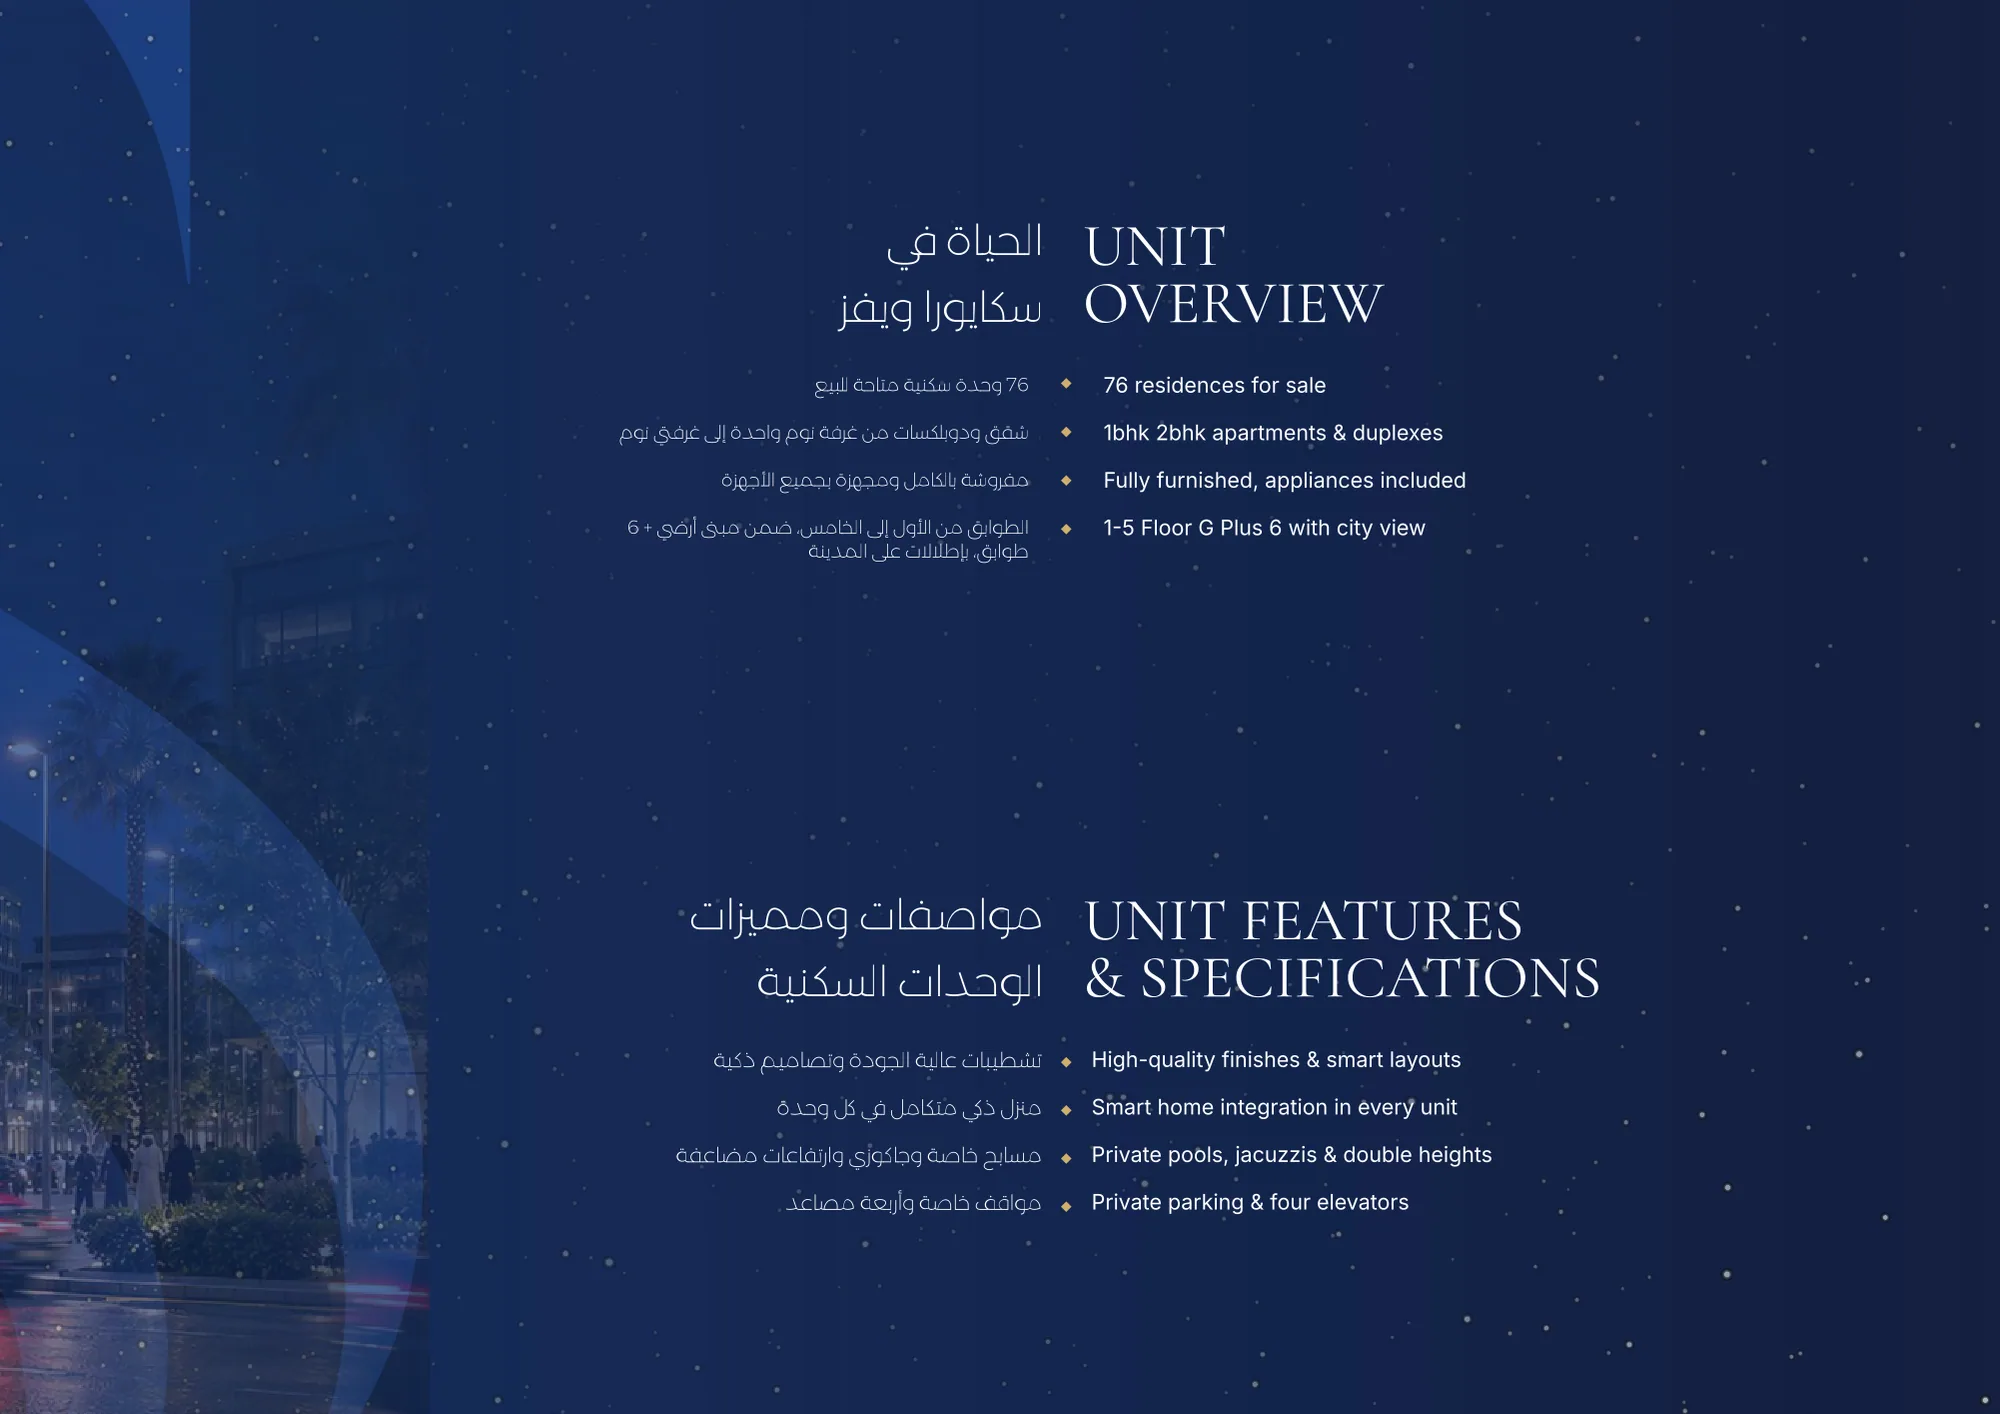 الحياة في
سكايورا ويفز
76 وحدة سكنية متاحة للبيع
شقق ودوبلكسات من غرفة نوم واحدة إلى غرفتي نوم
مفروشة بالكامل ومجهزة بجميع الأجهزة
الطوابق من الأول إلى الخامس، ضمن مبنى أرضي + 6
طوابق، بإطلالات على المدينة
UNIT
OVERVIEW
76 residences for sale
1bhk 2bhk apartments & duplexes
Fully furnished, appliances included
1-5 Floor G Plus 6 with city view
مواصفات ومميزات
الوحدات السكنية
تشطيبات عالية الجودة وتصاميم ذكية
منزل ذكي متكامل في كل وحدة
مسابح خاصة وجاكوزي وارتفاعات مضاعفة
مواقف خاصة وأربعة مصاعد
UNIT FEATURES
& SPECIFICATIONS
High-quality finishes & smart layouts
Smart home integration in every unit
Private pools, jacuzzis & double heights
Private parking & four elevators